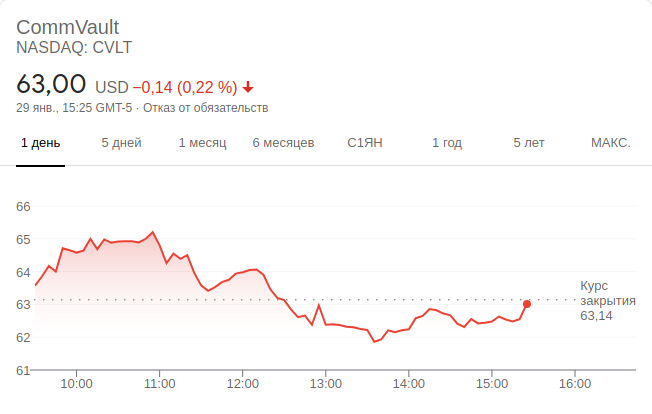 CommVault
NASDAQ: CVLT
63,00 USD −0,14 (0,22 %)
29 янв., 15:25 GMT-5 · Отказ от обязательств
1 день 5 дней 1 месяц 6 месяцев С1ЯН 1 год 5 лет МАКС.
66
65
64
63
62
61
Курс
закрытия
63,14
10:00 11:00 12:00 13:00 14:00 15:00 16:00